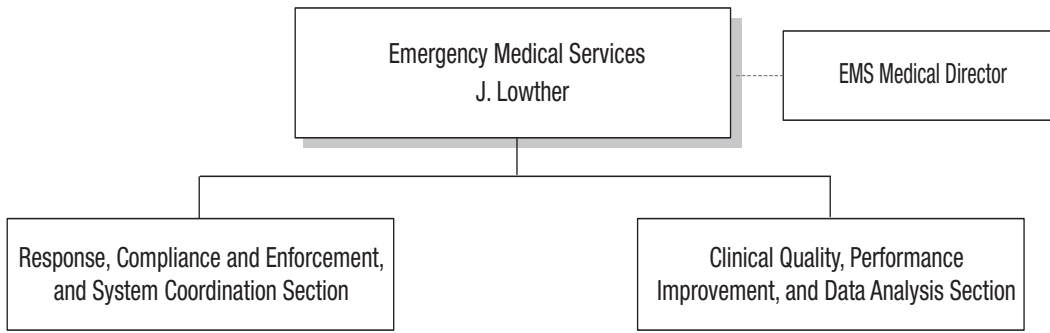 Emergency Medical Services
J. Lowther
EMS Medical Director
Response, Compliance and Enforcement,
and System Coordination Section
Clinical Quality, Performance
Improvement, and Data Analysis Section